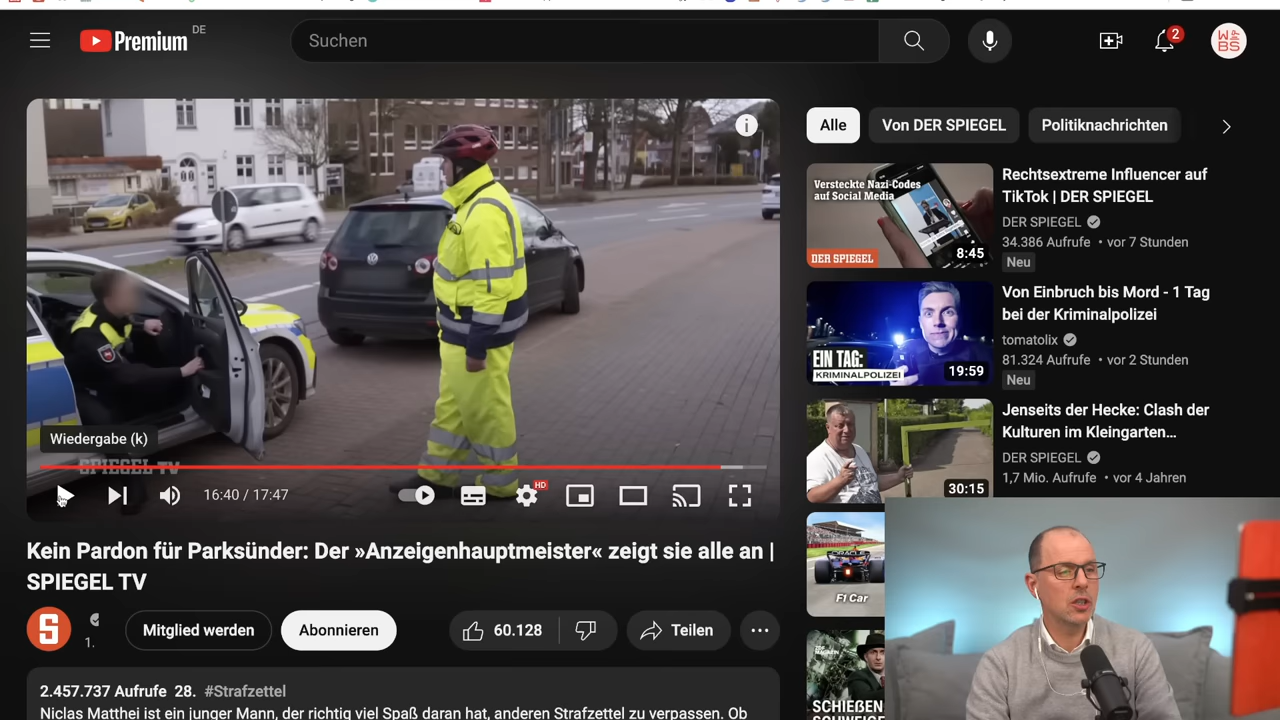 Premium DE
Suchen
2
WBS
Alle
Von DER SPIEGEL
Politiknachrichten
Versteckte Nazi-Codes
auf Social Media
DER SPIEGEL
8:45
Rechtsextreme Influencer auf
TikTok | DER SPIEGEL
DER SPIEGEL
34.386 Aufrufe • vor 7 Stunden
Neu
EIN TAG:
KRIMINALPOLIZEI
19:59
Von Einbruch bis Mord - 1 Tag
bei der Kriminalpolizei
tomatolix
81.324 Aufrufe • vor 2 Stunden
Neu
30:15
Jenseits der Hecke: Clash der
Kulturen im Kleingarten...
DER SPIEGEL
1,7 Mio. Aufrufe • vor 4 Jahren
Wiedergabe (k)
SPIEGEL TV
16:40 / 17:47
HD
Kein Pardon für Parksünder: Der »Anzeigenhauptmeister« zeigt sie alle an |
SPIEGEL TV
S
1.
Mitglied werden
Abonnieren
60.128
Teilen
2.457.737 Aufrufe 28. #Strafzettel
Niclas Matthei ist ein junger Mann, der richtig viel Spaß daran hat, anderen Strafzettel zu verpassen. Ob
ORACLE
F1 Car
SCHIEßEN